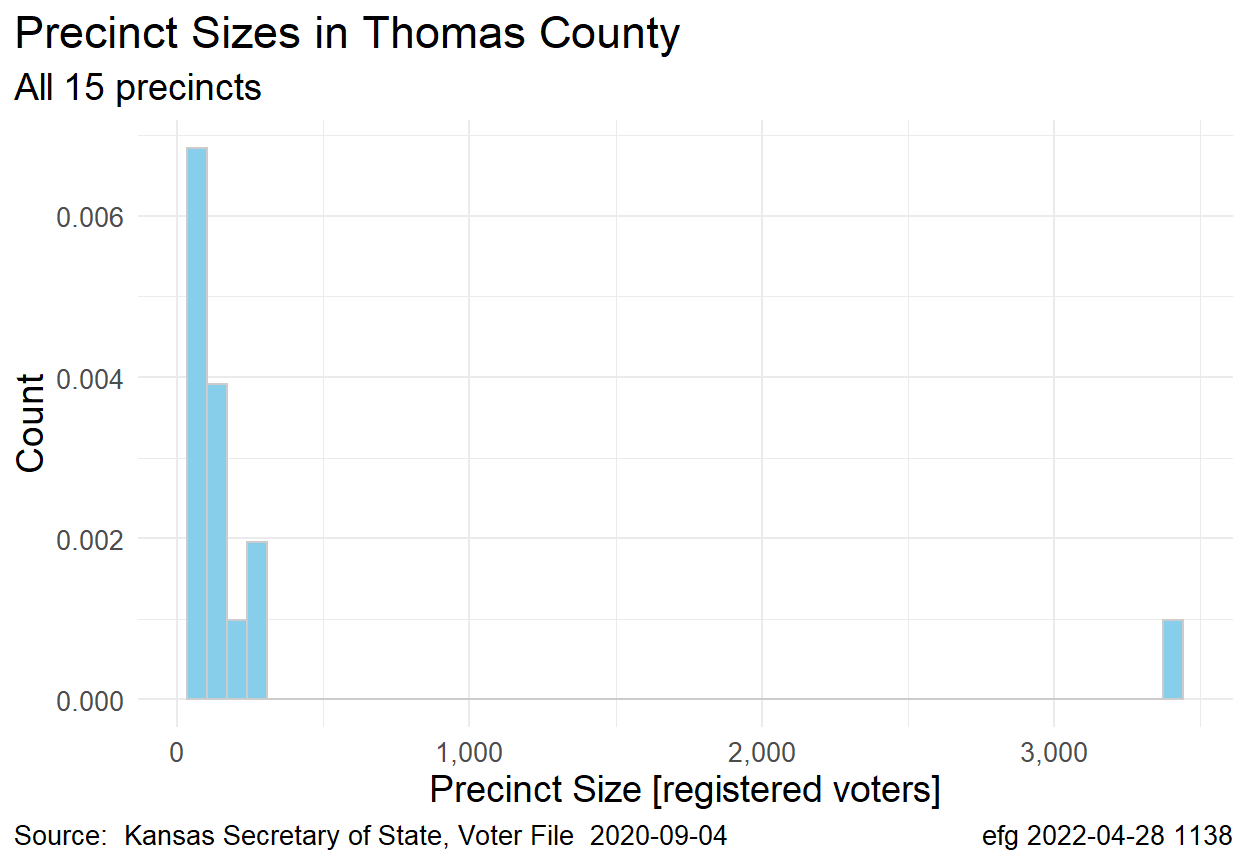 Precinct Sizes in Thomas County
All 15 precincts
Count
0.006
0.004
0.002
0.000
0 1,000 2,000 3,000
Precinct Size [registered voters]
Source:  Kansas Secretary of State, Voter File  2020-09-04
efg 2022-04-28 1138